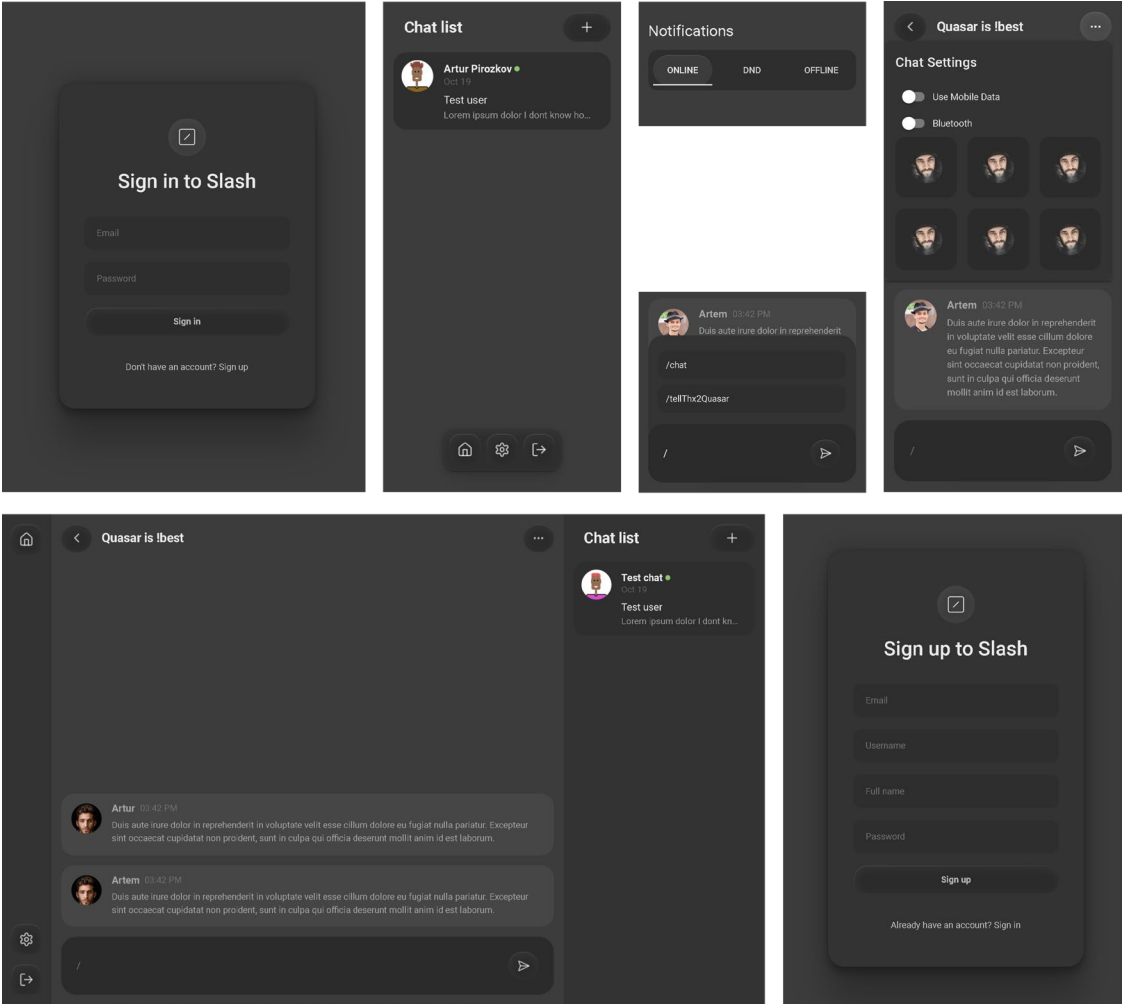 Sign in to Slash
Email
Password
Sign in
Don't have an account? Sign up
Chat list
Artur Pirozkov
Oct 19
Test user
Lorem ipsum dolor I dont know ho...
Notifications
ONLINE
DND
OFFLINE
Artem 03:42 PM
Duis aute irure dolor in reprehenderit
/chat
/tellThx2Quasar
/
Quasar is !best
Chat Settings
Use Mobile Data
Bluetooth
Artem 03:42 PM
Duis aute irure dolor in reprehenderit
in voluptate velit esse cillum dolore
eu fugiat nulla pariatur. Excepteur
sint occaecat cupidatat non proident,
sunt in culpa qui officia deserunt
mollit anim id est laborum.
/
Quasar is !best
Artur 03:42 PM
Duis aute irure dolor in reprehenderit in voluptate velit esse cillum dolore eu fugiat nulla pariatur. Excepteur
sint occaecat cupidatat non proident, sunt in culpa qui officia deserunt mollit anim id est laborum.
Artem 03:42 PM
Duis aute irure dolor in reprehenderit in voluptate velit esse cillum dolore eu fugiat nulla pariatur. Excepteur
sint occaecat cupidatat non proident, sunt in culpa qui officia deserunt mollit anim id est laborum.
/
Chat list
Test chat
Oct 19
Test user
Lorem ipsum dolor I dont kn...
Sign up to Slash
Email
Username
Full name
Password
Sign up
Already have an account? Sign in